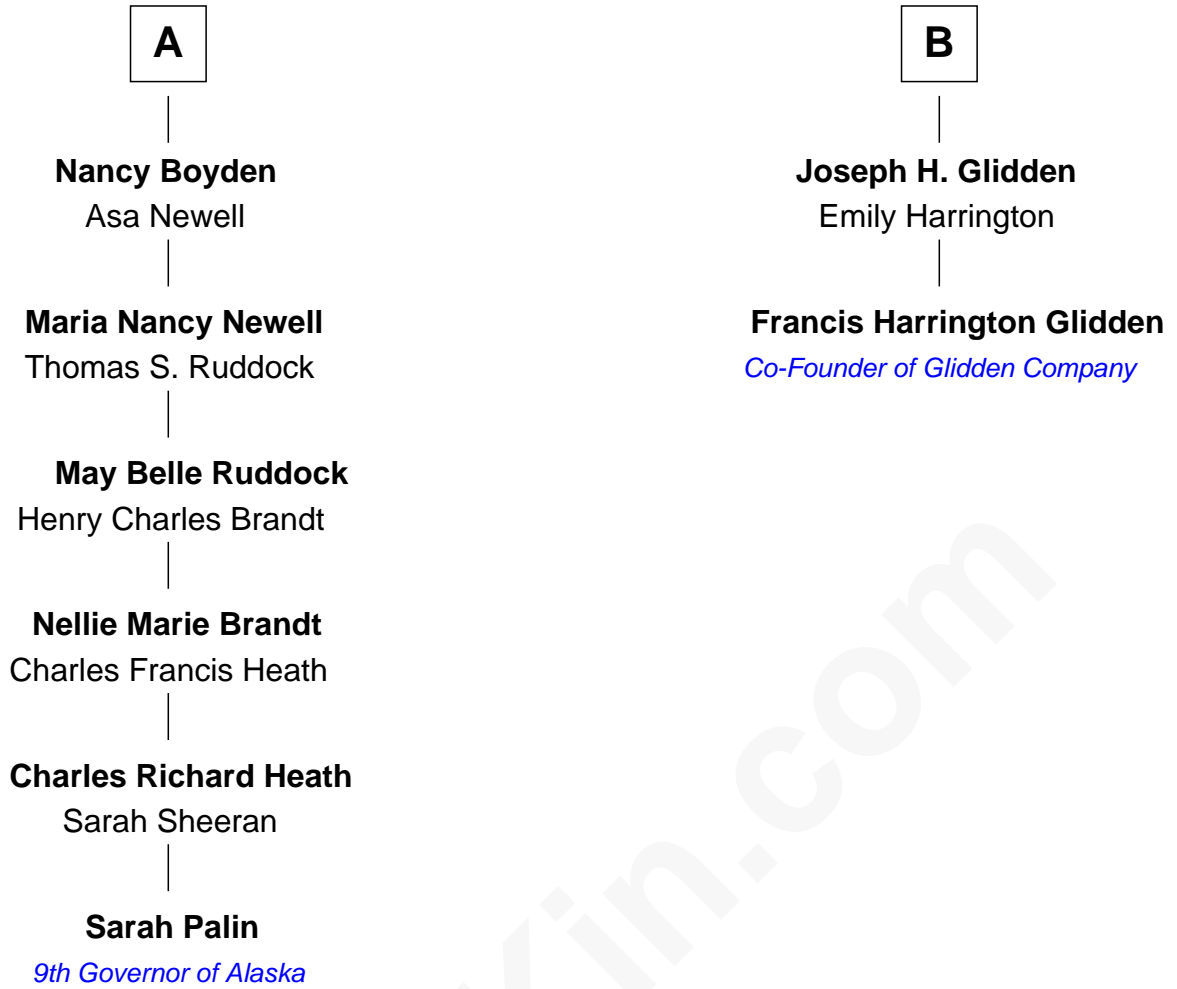 A
Nancy Boyden
Asa Newell
Maria Nancy Newell
Thomas S. Ruddock
May Belle Ruddock
Henry Charles Brandt
Nellie Marie Brandt
Charles Francis Heath
Charles Richard Heath
Sarah Sheeran
Sarah Palin
9th Governor of Alaska
B
Joseph H. Glidden
Emily Harrington
Francis Harrington Glidden
Co-Founder of Glidden Company
Kin.com